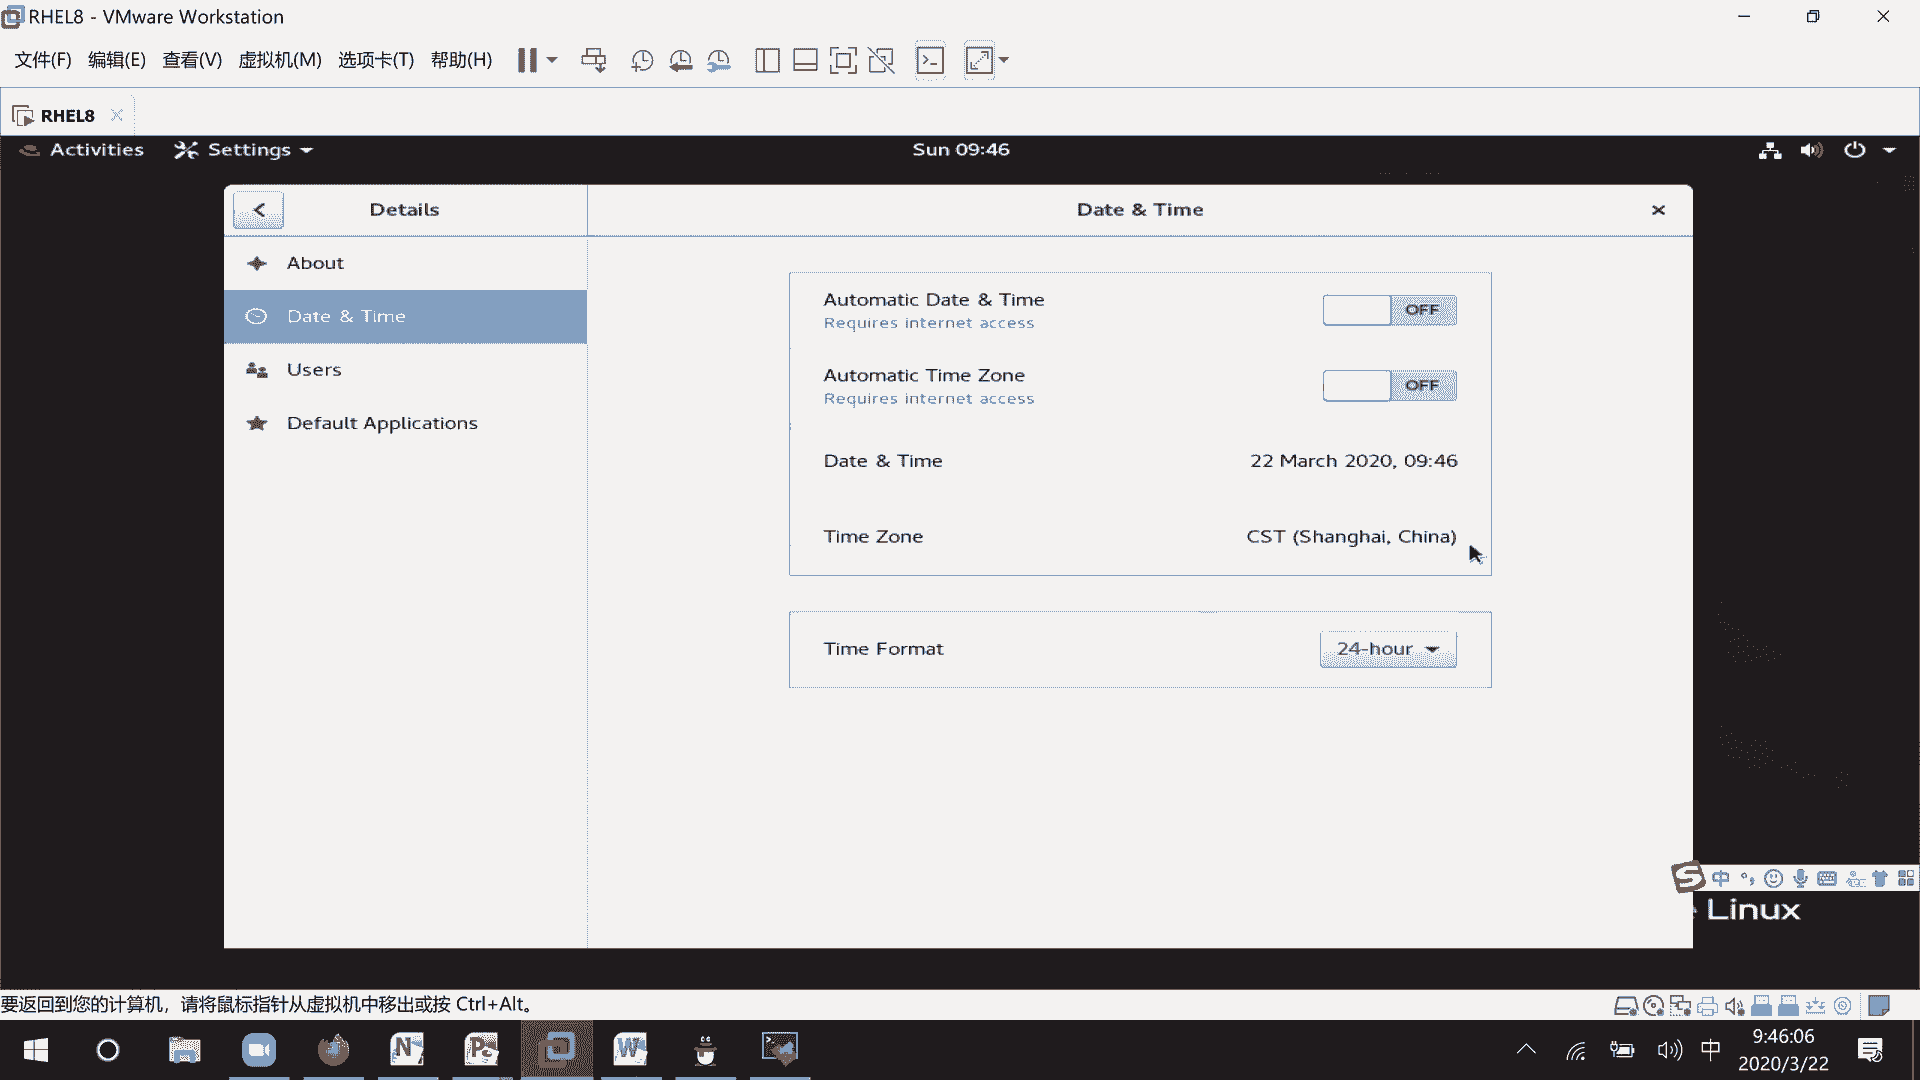 RHEL8 - VMware Workstation
文件(F) 编辑(E) 查看(V) 虚拟机(M) 选项卡(T) 帮助(H)
RHEL8
Activities Settings Sun 09:46
Details Date & Time
About
Date & Time
Users
Default Applications
Automatic Date & Time OFF
Requires internet access
Automatic Time Zone OFF
Requires internet access
Date & Time 22 March 2020, 09:46
Time Zone CST (Shanghai, China)
Time Format 24-hour
中
Linux
要返回到您的计算机，请将鼠标指针从虚拟机中移出或按 Ctrl+Alt。
中 9:46:06
2020/3/22